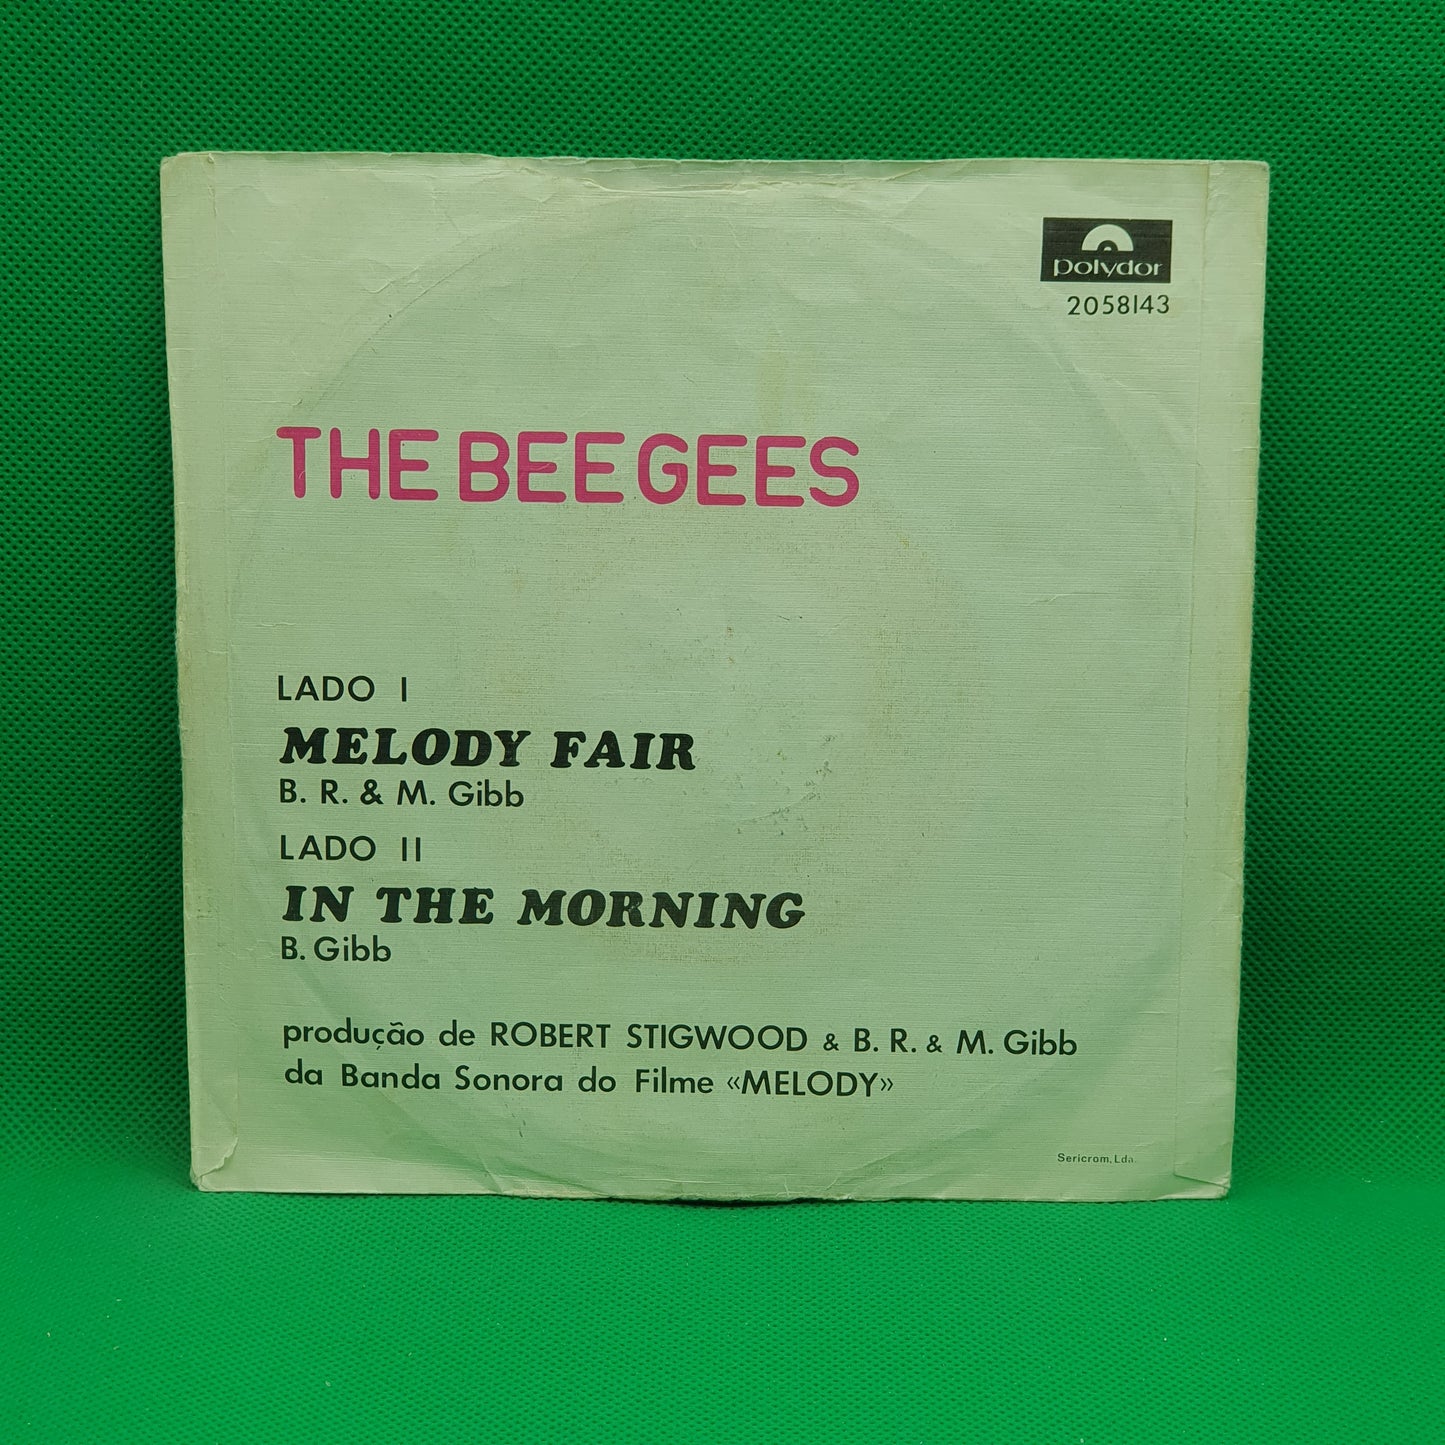 polydor
2058143
THE BEE GEES
LADO I
MELODY FAIR
B. R. & M. Gibb
LADO II
IN THE MORNING
B. Gibb
produção de ROBERT STIGWOOD & B. R. & M. Gibb
da Banda Sonora do Filme «MELODY»
Sericrom, Lda.